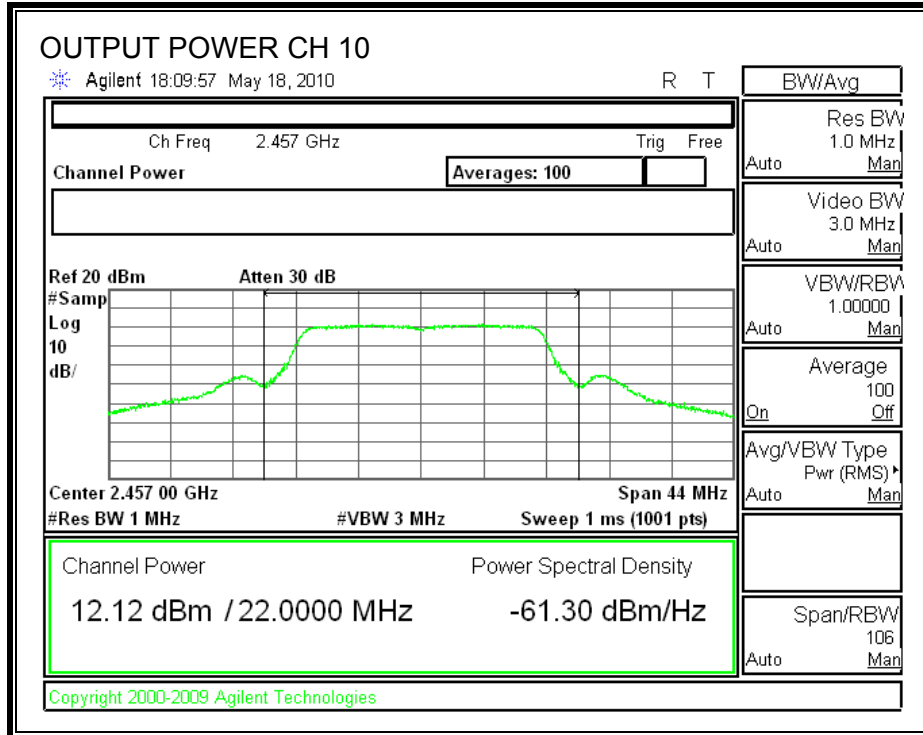 OUTPUT POWER CH 10
Agilent 18:09:57 May 18, 2010 R T
Ch Freq 2.457 GHz Trig Free
Channel Power Averages: 100
Ref 20 dBm Atten 30 dB
#Samp
Log
10
dB/
Center 2.457 00 GHz Span 44 MHz
#Res BW 1 MHz #VBW 3 MHz Sweep 1 ms (1001 pts)
Channel Power Power Spectral Density
12.12 dBm / 22.0000 MHz -61.30 dBm/Hz
Copyright 2000-2009 Agilent Technologies
BW/Avg
Res BW
1.0 MHz
Auto Man
Video BW
3.0 MHz
Auto Man
VBW/RBW
1.00000
Auto Man
Average
100
On Off
Avg/VBW Type
Pwr (RMS)
Auto Man
Span/RBW
106
Auto Man